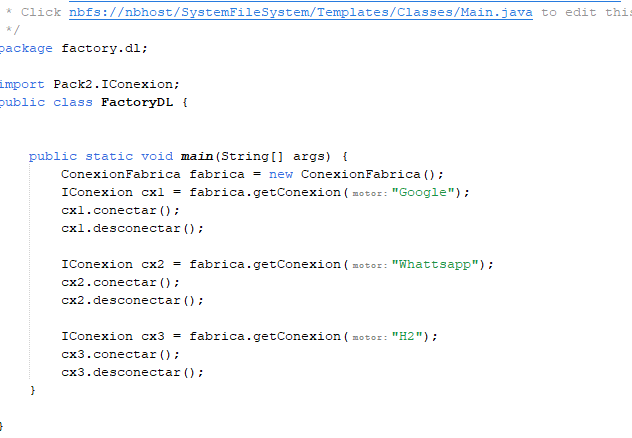 * Click nbfs://nbhost/SystemFileSystem/Templates/Classes/Main.java to edit this
*/
package factory.dl;
import Pack2.IConexion;
public class FactoryDL {
public static void main(String[] args) {
ConexionFabrica fabrica = new ConexionFabrica();
IConexion cx1 = fabrica.getConexion( motor: "Google");
cx1.conectar();
cx1.desconectar();
IConexion cx2 = fabrica.getConexion( motor: "Whattsapp");
cx2.conectar();
cx2.desconectar();
IConexion cx3 = fabrica.getConexion( motor: "H2");
cx3.conectar();
cx3.desconectar();
}
}